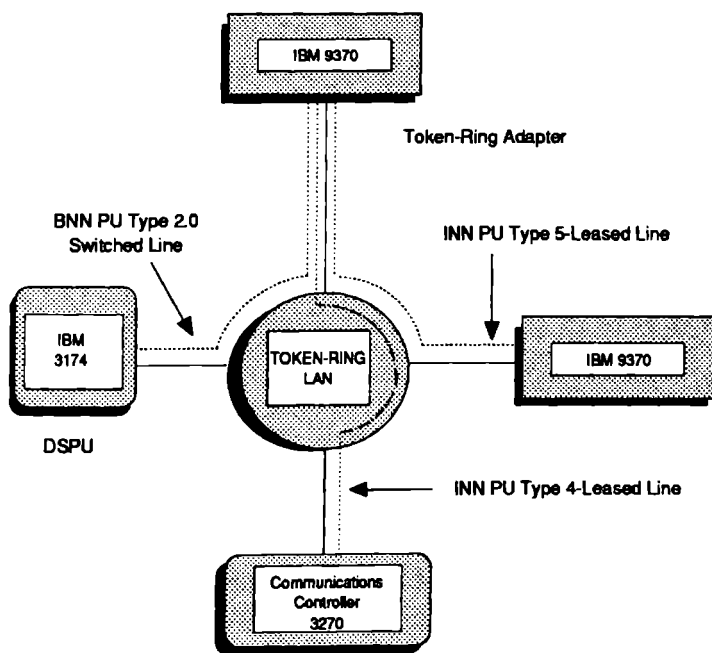 IBM 9370
Token-Ring Adapter
BNN PU Type 2.0
Switched Line
INN PU Type 5-Leased Line
IBM
3174
TOKEN-RING
LAN
IBM 9370
DSPU
INN PU Type 4-Leased Line
Communications
Controller
3270